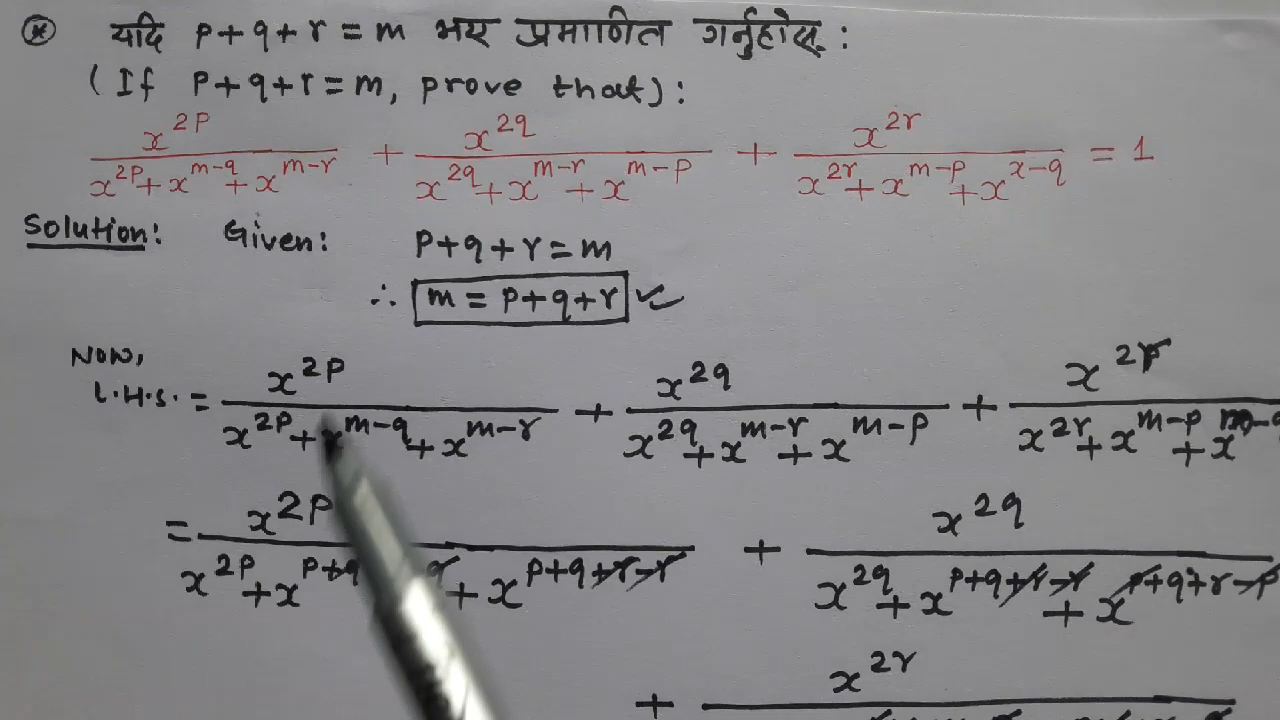 * यदि p+q+r=m भए प्रमाणित गर्नुहोस् :
(If p+q+r=m, prove that):
x^2p/(x^2p+x^m-q+x^m-r) + x^2q/(x^2q+x^m-r+x^m-p) + x^2r/(x^2r+x^m-p+x^x-q) = 1
Solution: Given: p+q+r=m
∴ m = p+q+r ✓
Now,
L.H.S. = x^2p/(x^2p+x^m-q+x^m-r) + x^2q/(x^2q+x^m-r+x^m-p) + x^2r/(x^2r+x^m-p+x^m-q
= x^2p/(x^2p+x^p+q +x^p+q+r-r) + x^2q/(x^2q+x^p+q+r-r+x^p+q+r-p
+ x^2r